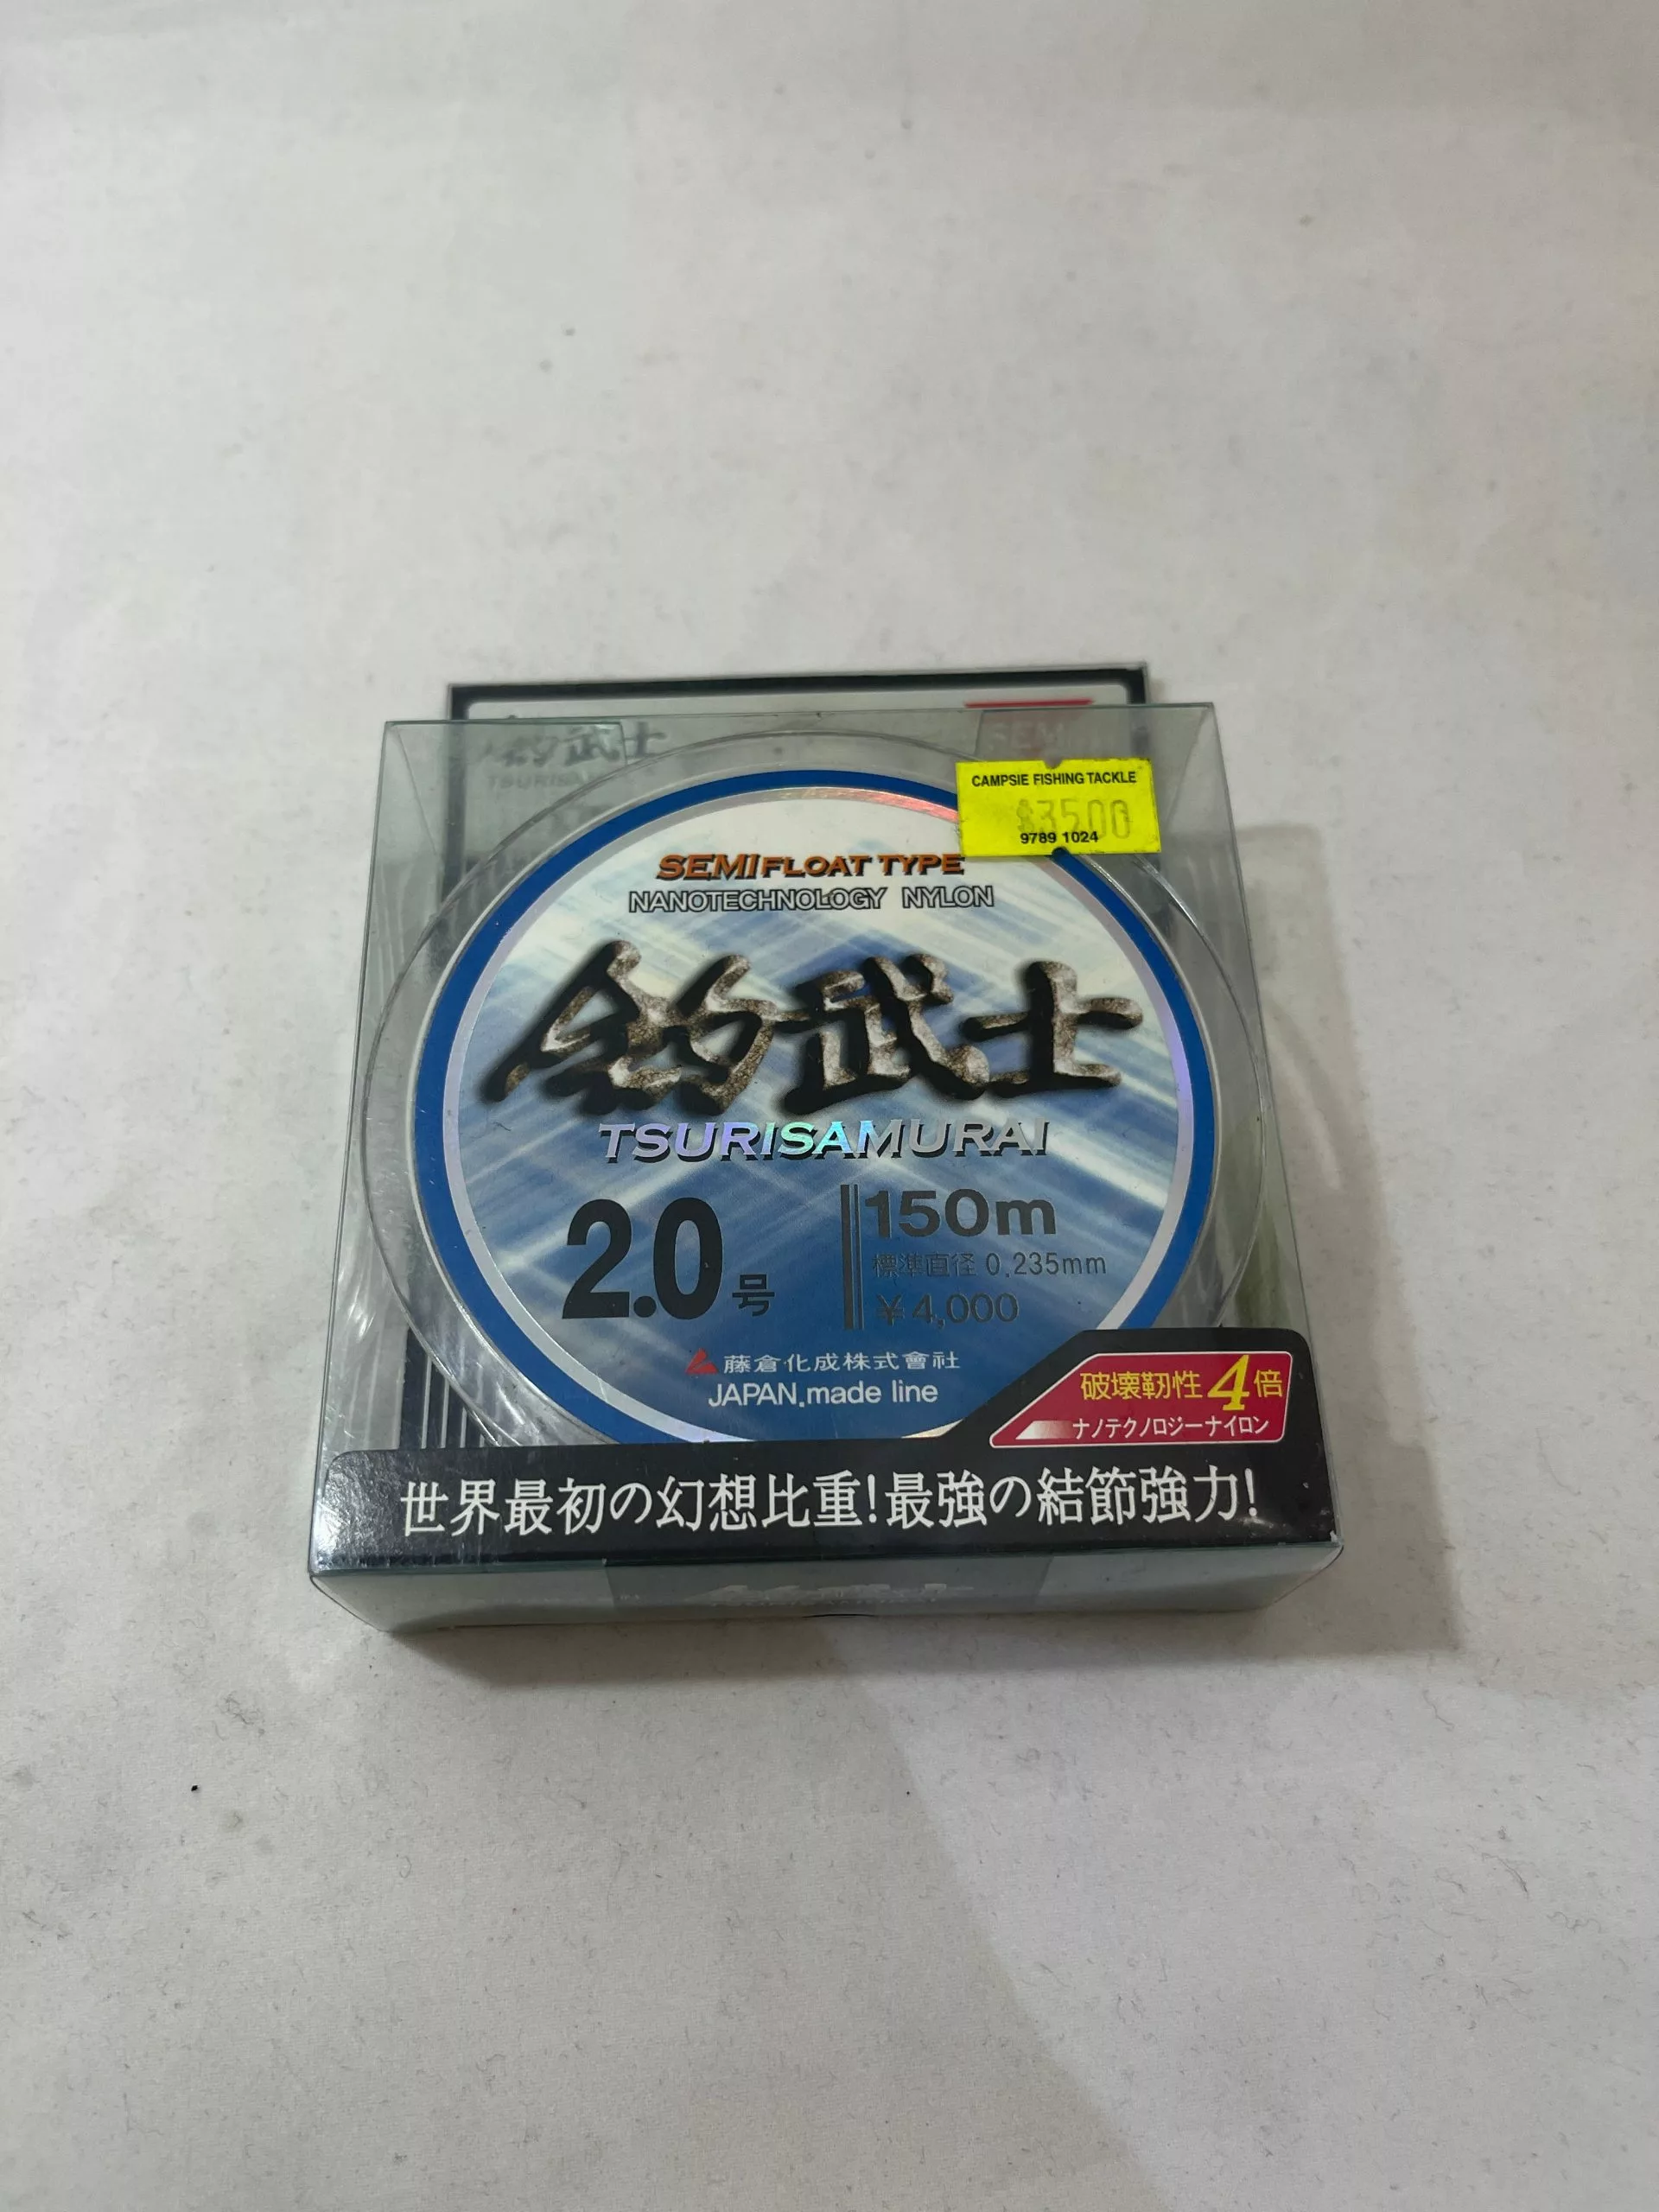 釣武士
CAMPSIE FISHING TACKLE
$35.00
9789 1024
SEMI FLOAT TYPE
NANOTECHNOLOGY NYLON
釣武士
TSURISAMURAI
2.0号
150m
標準直径 0.235mm
¥4,000
藤倉化成株式會社
JAPAN.made line
破壊靭性4倍
ナノテクノロジーナイロン
世界最初の幻想比重!最強の結節強力!